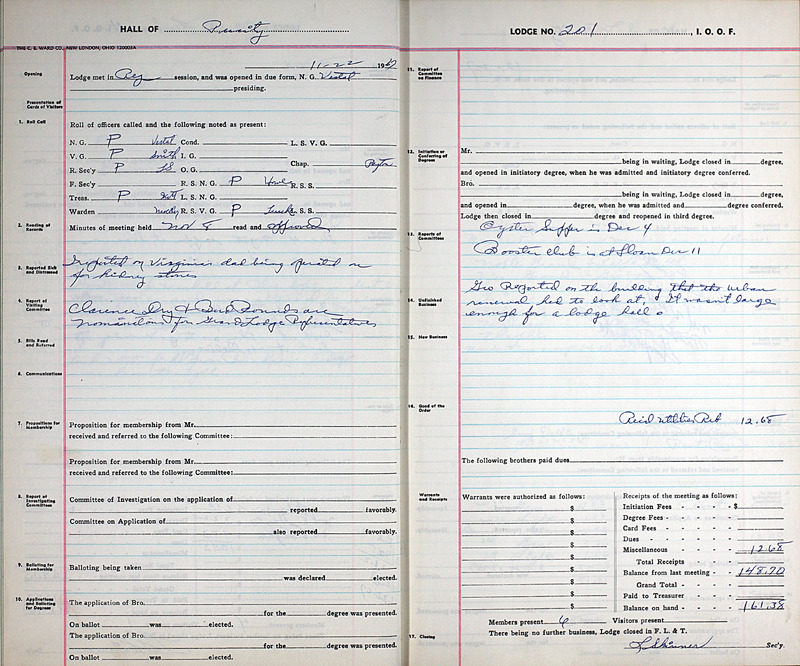 HALL OF Purity
THE C. E. WARD CO., NEW LONDON, OHIO 120003A
11-22 19
Opening
Lodge met in Reg session, and was opened in due form, N. G. Vestal
presiding.
Presentation of Cards of Visitors
1. Roll Call
Roll of officers called and the following noted as present:
N. G. P Vestal Cond. L. S. V. G.
V. G. P Smith I. G.
R. Sec'y P LS O. G. Chap. Peyton
F. Sec'y R. S. N. G. P R. S. S.
Treas. P L. S. N. G.
Warden R. S. V. G. P L. S. S.
2. Reading of Records
Minutes of meeting held Nov 8 read and approved
3. Reported Sick and Distressed
Reported on Virginias dad being operated on
for kidney stones
4. Report of Visiting Committee
Clarence Dry & Bud Pounds are
nomanitons for Grand Lodge Representatives
5. Bills Read and Referred
6. Communications
7. Propositions for Membership
Proposition for membership from Mr.
received and referred to the following Committee:
Proposition for membership from Mr.
received and referred to the following Committee:
8. Report of Investigating Committees
Committee of Investigation on the application of
reported favorably.
Committee on Application of
also reported favorably.
9. Balloting for Membership
Balloting being taken
was declared elected.
10. Applications and Balloting for Degrees
The application of Bro.
for the degree was presented.
On ballot was elected.
The application of Bro.
for the degree was presented.
On ballot was elected.
LODGE NO. 201, I. O. O. F.
11. Report of Committee on Finance
12. Initiation or Conferring of Degrees
Mr.
being in waiting, Lodge closed in degree,
and opened in initiatory degree, when he was admitted and initiatory degree conferred.
Bro.
being in waiting, Lodge closed in degree,
and opened in degree, when he was admitted and degree conferred.
Lodge then closed in degree and reopened in third degree.
13. Reports of Committees
Oyster Supper is Dec 4
Booster club is at Sloan Dec 11
14. Unfinished Business
Geo Reported on the building that the urban
renewal had to look at, It wasn't large
enough for a lodge hall.
15. New Business
16. Good of the Order
12.68
The following brothers paid dues
Warrants and Receipts
Warrants were authorized as follows:
$
$
$
$
$
$
$
$
$
Receipts of the meeting as follows:
Initiation Fees - - - - $
Degree Fees - - - -
Card Fees - - - -
Dues - - - -
Miscellaneous - - - - 12.68
Total Receipts
Balance from last meeting - - 148.70
Grand Total - -
Paid to Treasurer - - -
Balance on hand - - - 161.38
Members present 6 Visitors present
17. Closing
There being no further business, Lodge closed in F. L. & T.
L Skinner Sec'y.